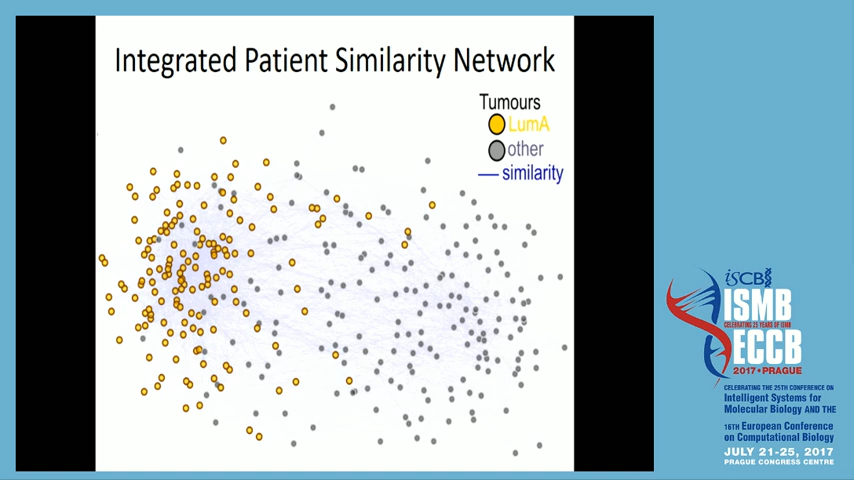 Integrated Patient Similarity Network
Tumours
LumA
other
similarity
iSCB
ISMB
CELEBRATING 25 YEARS OF ISMB
ECCB
2017 • PRAGUE
CELEBRATING THE 25TH CONFERENCE ON
Intelligent Systems for
Molecular Biology AND THE
16TH European Conference
on Computational Biology
JULY 21-25, 2017
PRAGUE CONGRESS CENTRE